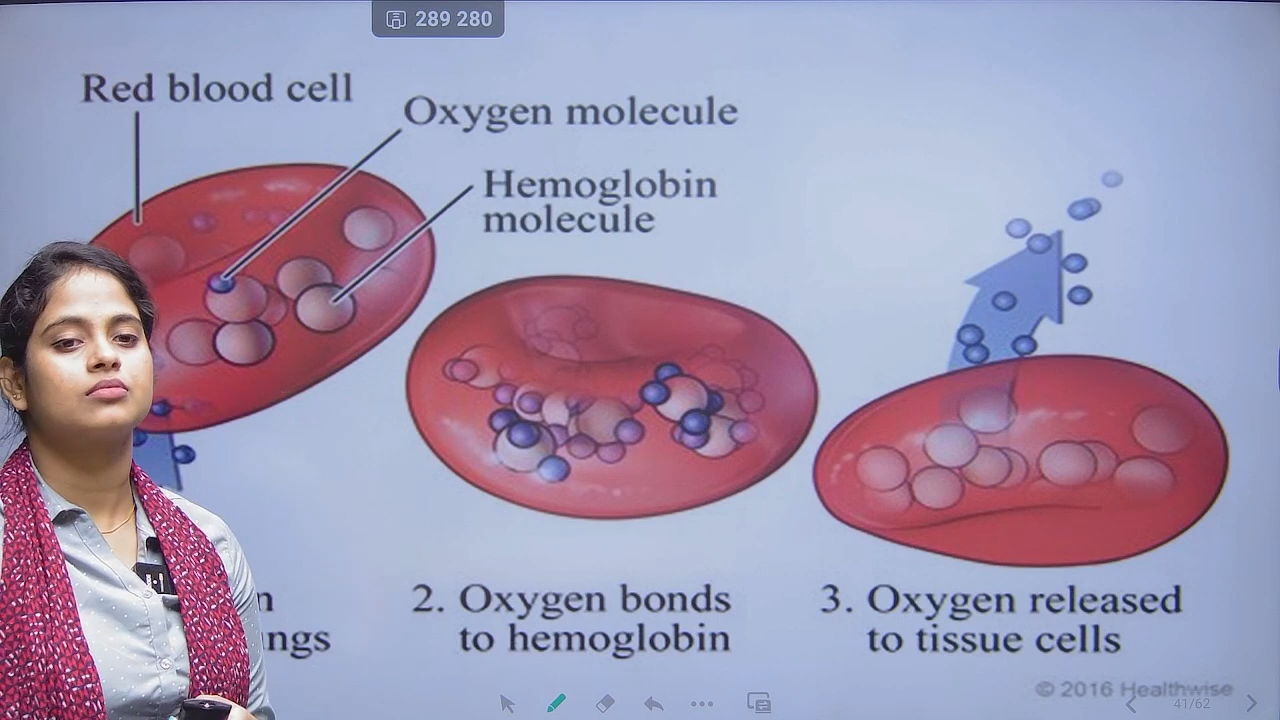 289 280
Red blood cell
Oxygen molecule
Hemoglobin
molecule
2. Oxygen bonds
to hemoglobin
3. Oxygen released
to tissue cells
© 2016 Healthwise
41/62